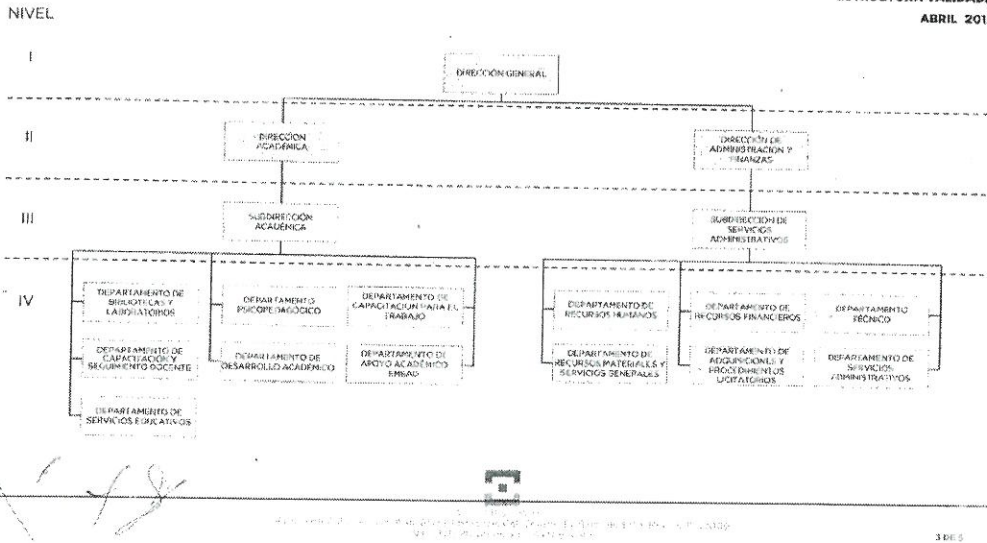 NIVEL
ABRIL 201
I
DIRECCIÓN GENERAL
II
DIRECCIÓN
ACADÉMICA
DIRECCIÓN DE
ADMINISTRACIÓN Y
FINANZAS
III
SUBDIRECCIÓN
ACADÉMICA
SUBDIRECCIÓN DE
SERVICIOS
ADMINISTRATIVOS
IV
DEPARTAMENTO DE
BIBLIOTECAS Y
LABORATORIOS
DEPARTAMENTO
PSICOPEDAGÓGICO
DEPARTAMENTO DE
CAPACITACIÓN PARA EL
TRABAJO
DEPARTAMENTO DE
RECURSOS HUMANOS
DEPARTAMENTO DE
RECURSOS FINANCIEROS
DEPARTAMENTO
TÉCNICO
DEPARTAMENTO DE
CAPACITACIÓN Y
SEGUIMIENTO DOCENTE
DEPARTAMENTO DE
DESARROLLO ACADÉMICO
DEPARTAMENTO DE
APOYO ACADÉMICO
EMSAD
DEPARTAMENTO DE
RECURSOS MATERIALES Y
SERVICIOS GENERALES
DEPARTAMENTO DE
ADQUISICIONES Y
PROCEDIMIENTOS
LICITATORIOS
DEPARTAMENTO DE
SERVICIOS
ADMINISTRATIVOS
DEPARTAMENTO DE
SERVICIOS EDUCATIVOS
3 DE 5